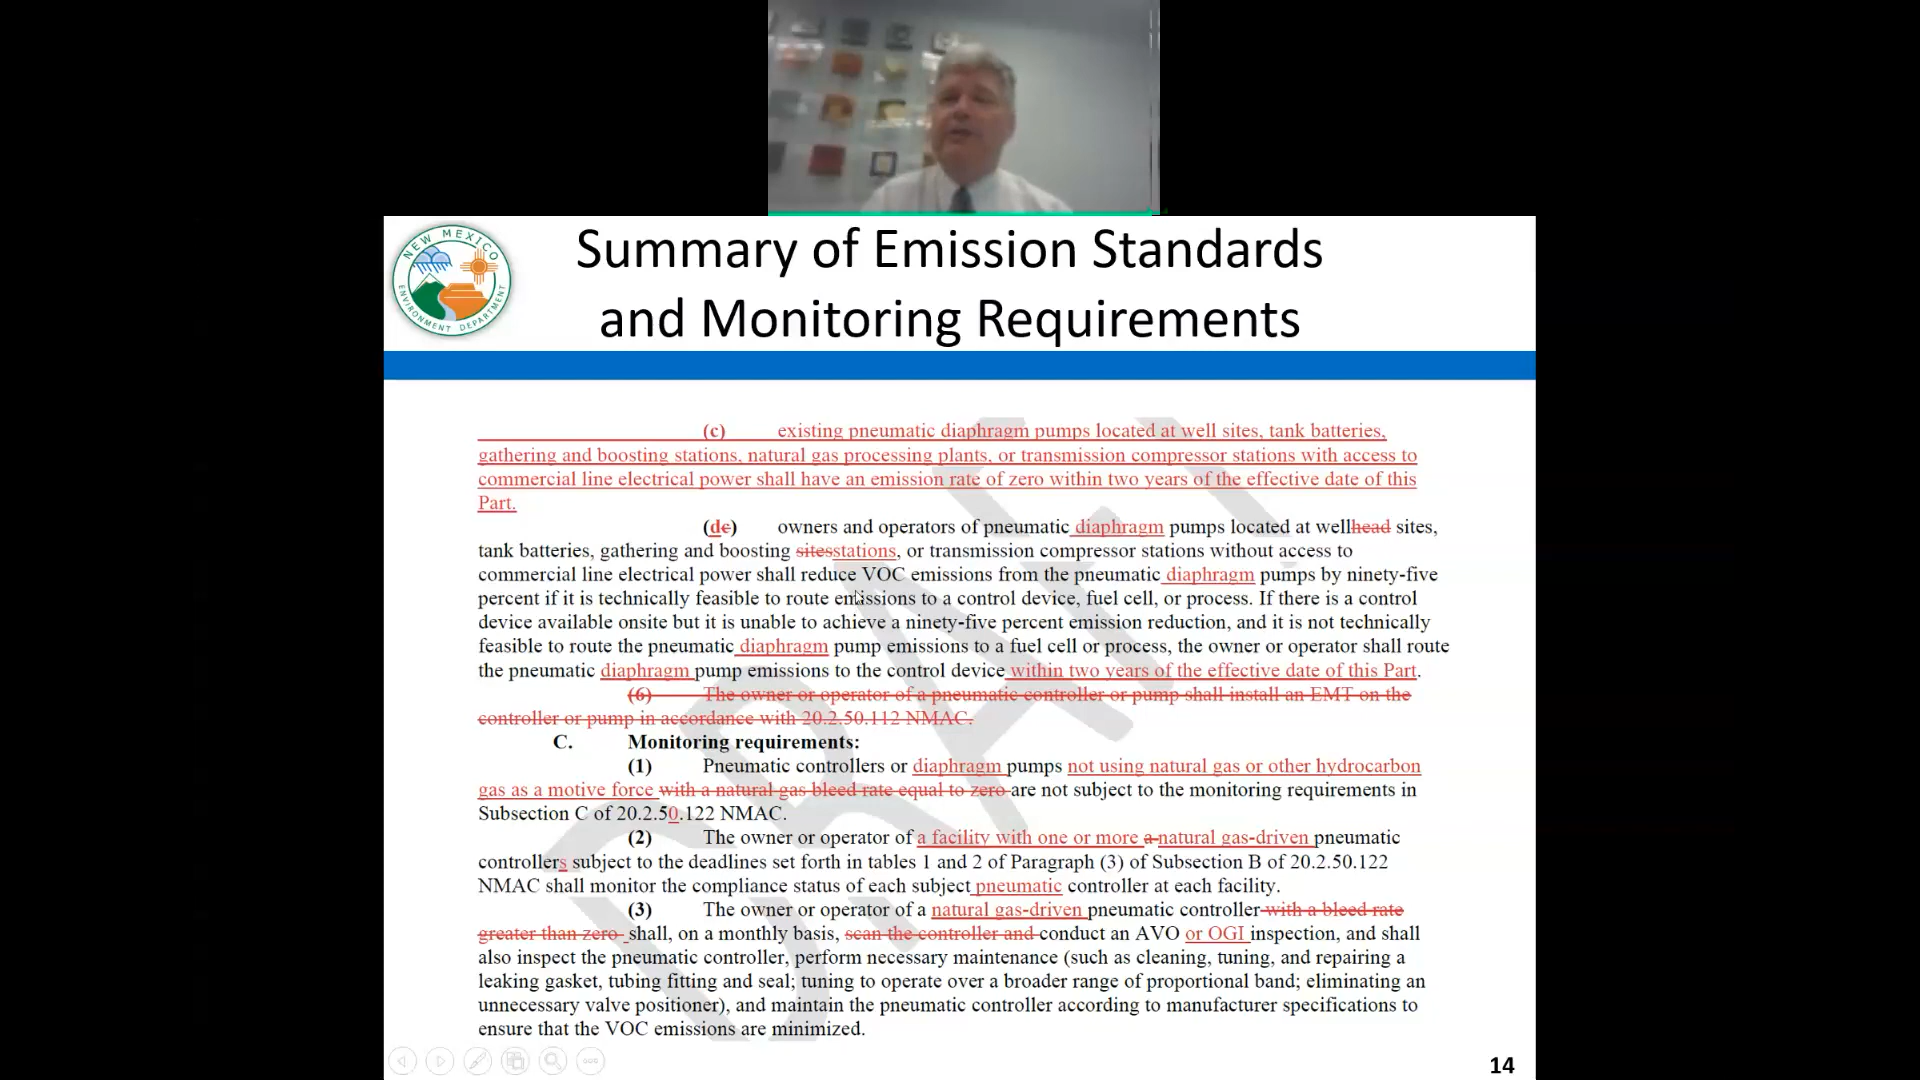 NEW MEXICO
ENVIRONMENT DEPARTMENT
Summary of Emission Standards
and Monitoring Requirements
(c) existing pneumatic diaphragm pumps located at well sites, tank batteries,
gathering and boosting stations, natural gas processing plants, or transmission compressor stations with access to
commercial line electrical power shall have an emission rate of zero within two years of the effective date of this
Part.
(dc) owners and operators of pneumatic diaphragm pumps located at wellhead sites,
tank batteries, gathering and boosting sitesstations, or transmission compressor stations without access to
commercial line electrical power shall reduce VOC emissions from the pneumatic diaphragm pumps by ninety-five
percent if it is technically feasible to route emissions to a control device, fuel cell, or process. If there is a control
device available onsite but it is unable to achieve a ninety-five percent emission reduction, and it is not technically
feasible to route the pneumatic diaphragm pump emissions to a fuel cell or process, the owner or operator shall route
the pneumatic diaphragm pump emissions to the control device within two years of the effective date of this Part.
(6) The owner or operator of a pneumatic controller or pump shall install an EMT on the
controller or pump in accordance with 20.2.50.112 NMAC.
C. Monitoring requirements:
(1) Pneumatic controllers or diaphragm pumps not using natural gas or other hydrocarbon
gas as a motive force with a natural gas bleed rate equal to zero are not subject to the monitoring requirements in
Subsection C of 20.2.50.122 NMAC.
(2) The owner or operator of a facility with one or more a natural gas-driven pneumatic
controllers subject to the deadlines set forth in tables 1 and 2 of Paragraph (3) of Subsection B of 20.2.50.122
NMAC shall monitor the compliance status of each subject pneumatic controller at each facility.
(3) The owner or operator of a natural gas-driven pneumatic controller with a bleed rate
greater than zero shall, on a monthly basis, scan the controller and conduct an AVO or OGI inspection, and shall
also inspect the pneumatic controller, perform necessary maintenance (such as cleaning, tuning, and repairing a
leaking gasket, tubing fitting and seal; tuning to operate over a broader range of proportional band; eliminating an
unnecessary valve positioner), and maintain the pneumatic controller according to manufacturer specifications to
ensure that the VOC emissions are minimized.
DRAFT
14